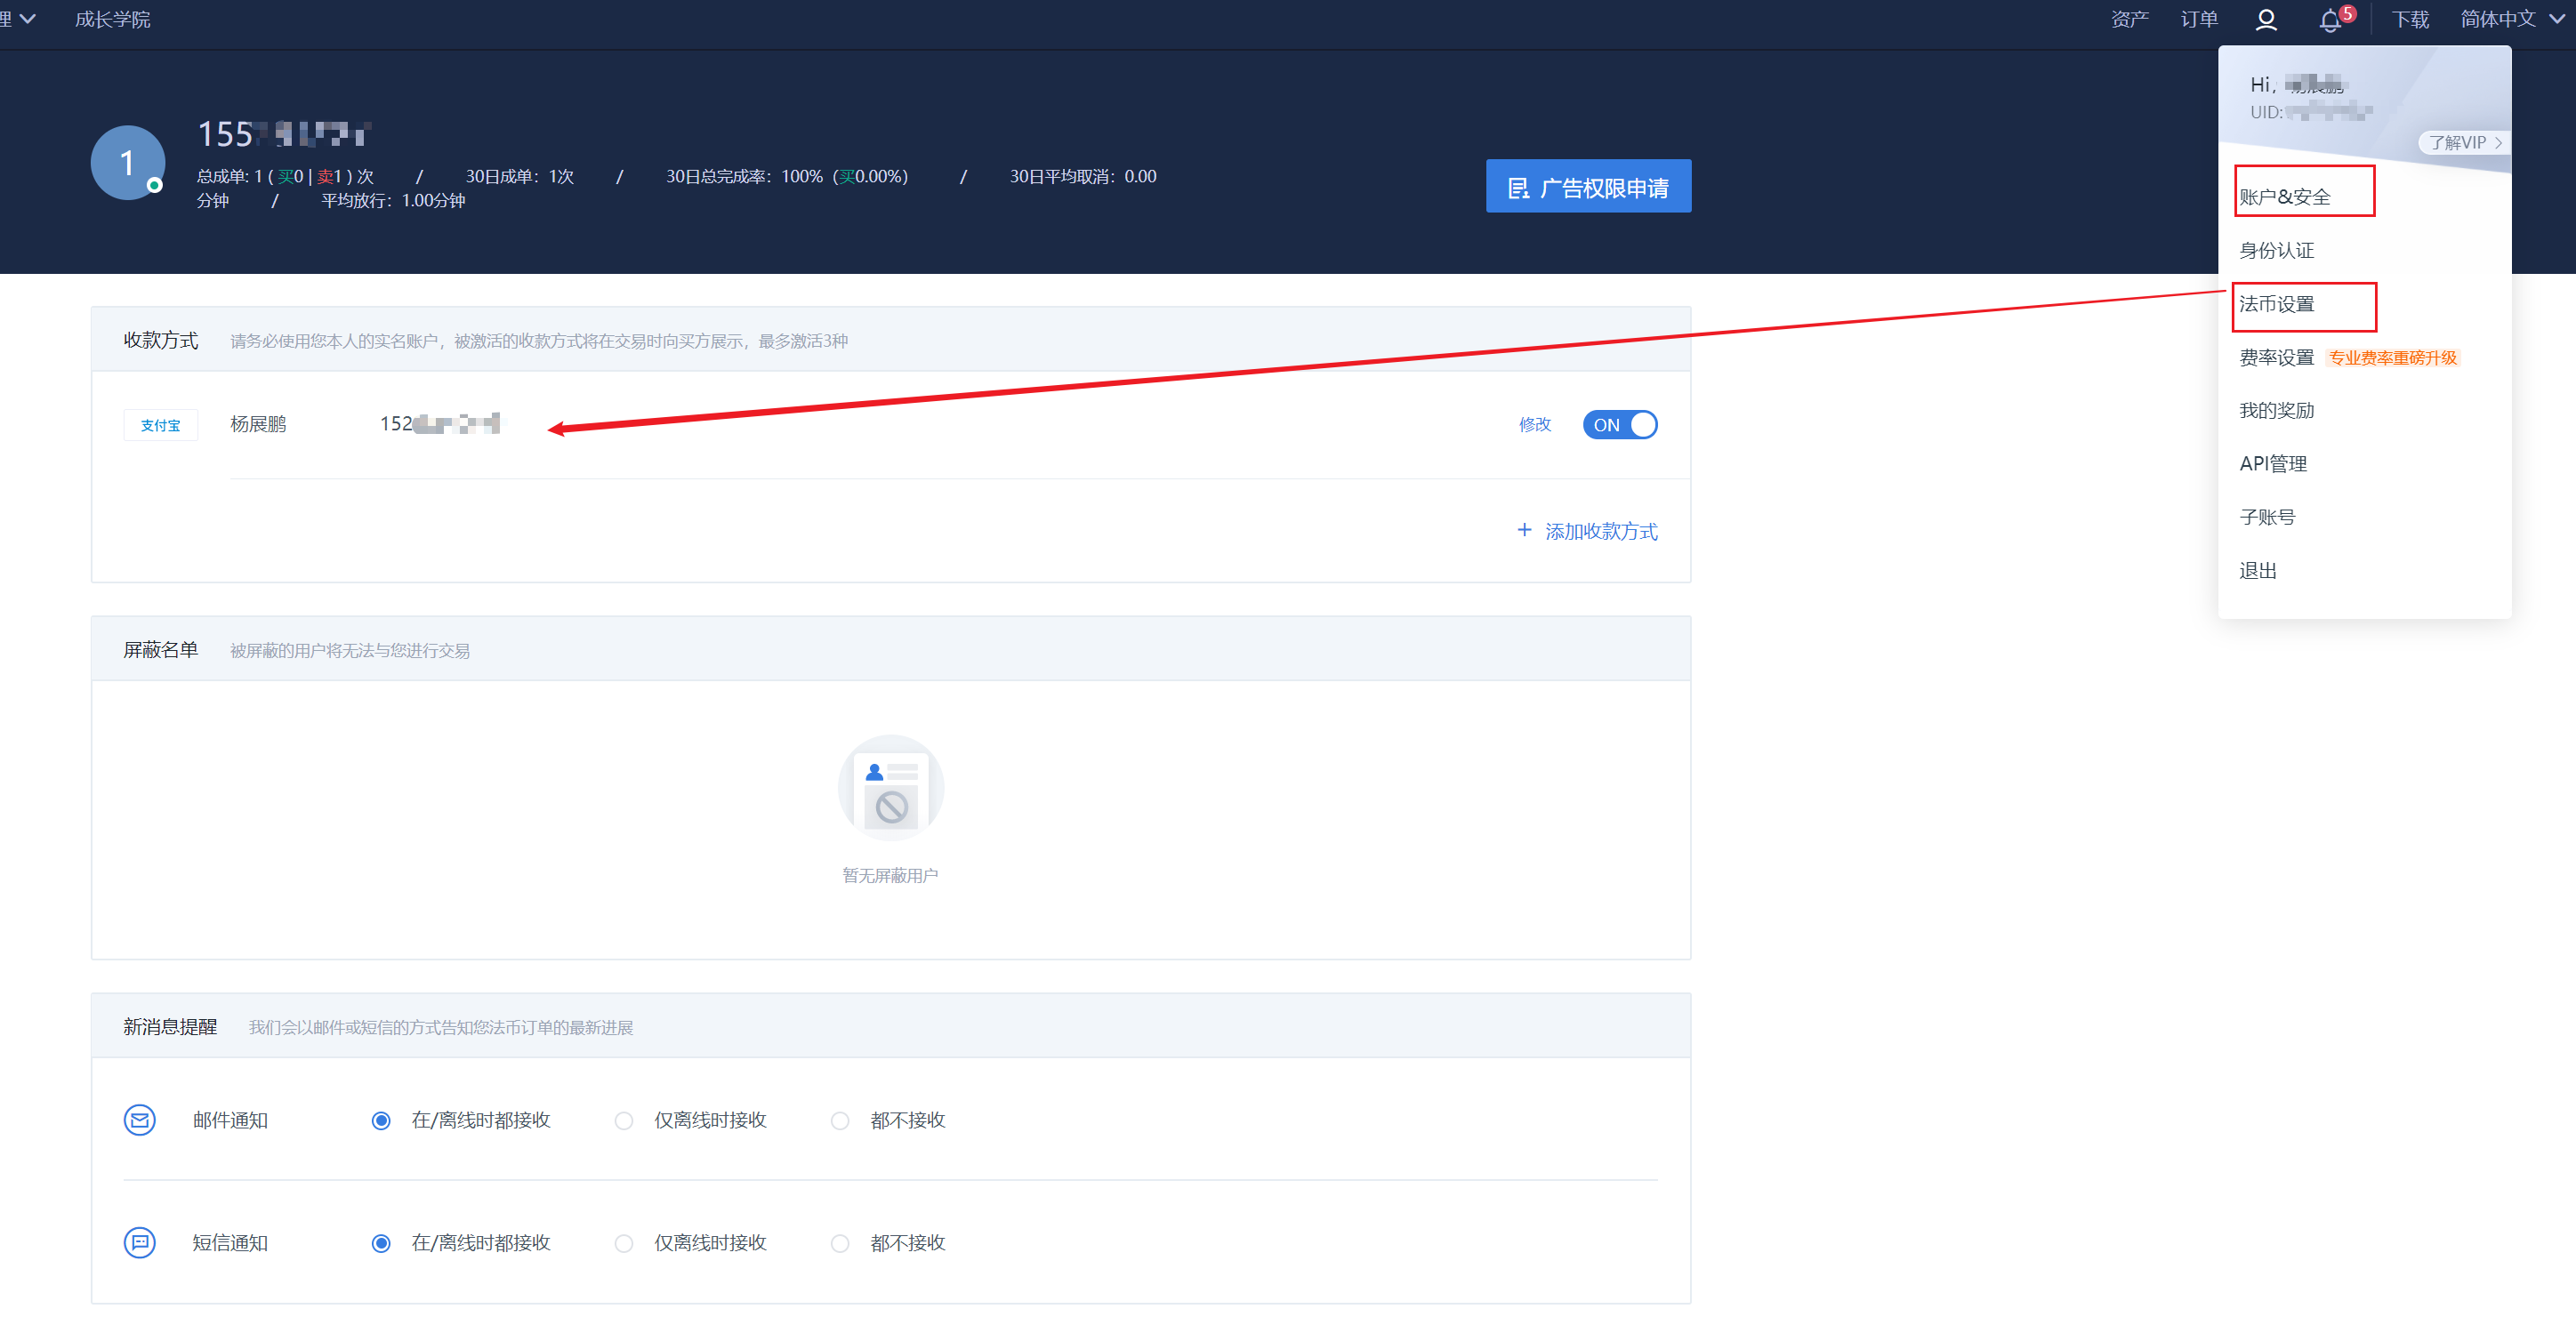 理
成长学院
资产
订单
5
下载
简体中文
Hi,
UID:
了解VIP
155
1
总成单: 1 ( 买0 | 卖1 ) 次 / 30日成单：1次 / 30日总完成率：100%（买0.00%） / 30日平均取消：0.00
分钟 / 平均放行：1.00分钟
广告权限申请
账户&安全
身份认证
法币设置
费率设置 专业费率重磅升级
我的奖励
API管理
子账号
退出
收款方式 请务必使用您本人的实名账户，被激活的收款方式将在交易时向买方展示，最多激活3种
支付宝 杨展鹏 152 修改 ON
+ 添加收款方式
屏蔽名单 被屏蔽的用户将无法与您进行交易
暂无屏蔽用户
新消息提醒 我们会以邮件或短信的方式告知您法币订单的最新进展
邮件通知 在/离线时都接收 仅离线时接收 都不接收
短信通知 在/离线时都接收 仅离线时接收 都不接收